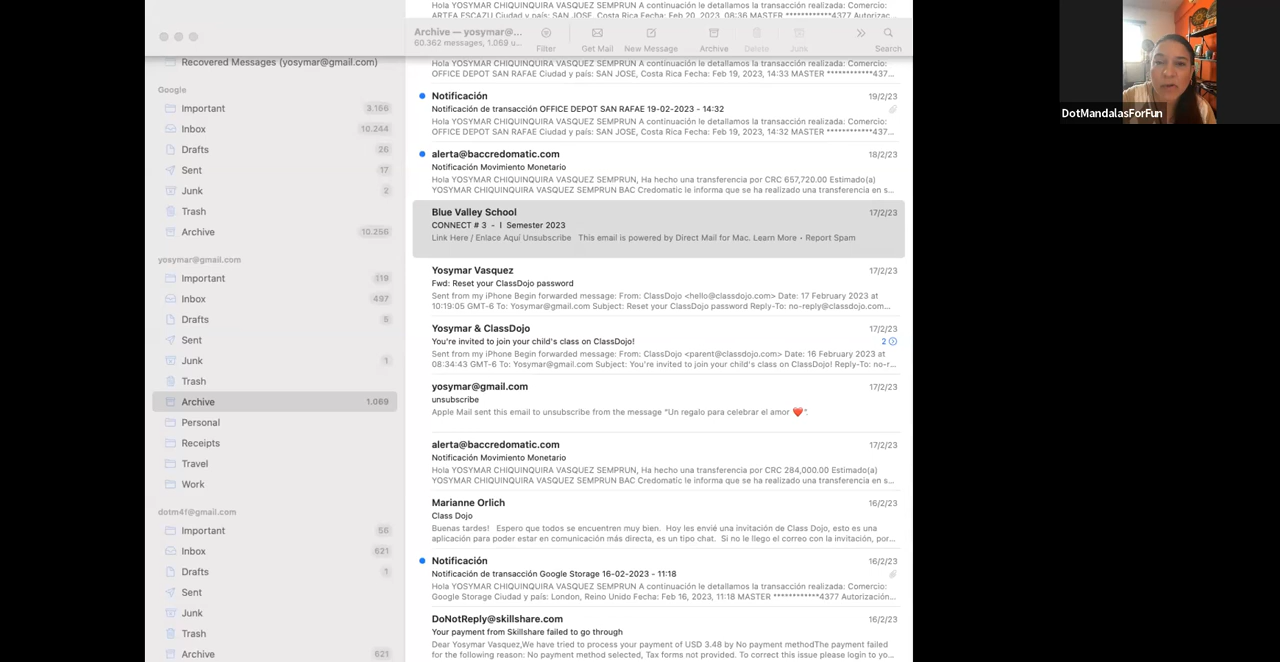 Hola YOSYMAR CHIQUINQUIRA VASQUEZ SEMPRUN A continuación le detallamos la transacción realizada: Comercio:
ARTEA ESCAZU Ciudad y país: SAN JOSE, Costa Rica Fecha: Feb 20, 2023, 08:36 MASTER ************4377 Autorizac...
Archive — yosymar@...
60.362 messages, 1.069 u...
Filter
Get Mail
New Message
Archive
Delete
Junk
Search
Recovered Messages (yosymar@gmail.com)
Google
Important 3.166
Inbox 10.244
Drafts 26
Sent 17
Junk 2
Trash
Archive 10.256
yosymar@gmail.com
Important 119
Inbox 497
Drafts 5
Sent
Junk 1
Trash
Archive 1.069
Personal
Receipts
Travel
Work
dotm4f@gmail.com
Important 56
Inbox 621
Drafts 1
Sent
Junk
Trash
Archive 621
Hola YOSYMAR CHIQUINQUIRA VASQUEZ SEMPRUN A continuación le detallamos la transacción realizada: Comercio:
OFFICE DEPOT SAN RAFAE Ciudad y país: SAN JOSE, Costa Rica Fecha: Feb 19, 2023, 14:33 MASTER ************437...
Notificación 19/2/23
Notificación de transacción OFFICE DEPOT SAN RAFAE 19-02-2023 - 14:32
Hola YOSYMAR CHIQUINQUIRA VASQUEZ SEMPRUN A continuación le detallamos la transacción realizada: Comercio:
OFFICE DEPOT SAN RAFAE Ciudad y país: SAN JOSE, Costa Rica Fecha: Feb 19, 2023, 14:32 MASTER ************437...
alerta@baccredomatic.com 18/2/23
Notificación Movimiento Monetario
Hola YOSYMAR CHIQUINQUIRA VASQUEZ SEMPRUN, Ha hecho una transferencia por CRC 657,720.00 Estimado(a)
YOSYMAR CHIQUINQUIRA VASQUEZ SEMPRUN BAC Credomatic le informa que se ha realizado una transferencia en s...
Blue Valley School 17/2/23
CONNECT # 3 - I Semester 2023
Link Here / Enlace Aquí Unsubscribe This email is powered by Direct Mail for Mac. Learn More • Report Spam
Yosymar Vasquez 17/2/23
Fwd: Reset your ClassDojo password
Sent from my iPhone Begin forwarded message: From: ClassDojo <hello@classdojo.com> Date: 17 February 2023 at
10:19:05 GMT-6 To: Yosymar@gmail.com Subject: Reset your ClassDojo password Reply-To: no-reply@classdojo.com...
Yosymar & ClassDojo 17/2/23
You're invited to join your child's class on ClassDojo! 2
Sent from my iPhone Begin forwarded message: From: ClassDojo <parent@classdojo.com> Date: 16 February 2023 at
08:34:43 GMT-6 To: Yosymar@gmail.com Subject: You're invited to join your child's class on ClassDojo! Reply-To: no-r...
yosymar@gmail.com 17/2/23
unsubscribe
Apple Mail sent this email to unsubscribe from the message "Un regalo para celebrar el amor ❤️".
alerta@baccredomatic.com 17/2/23
Notificación Movimiento Monetario
Hola YOSYMAR CHIQUINQUIRA VASQUEZ SEMPRUN, Ha hecho una transferencia por CRC 284,000.00 Estimado(a)
YOSYMAR CHIQUINQUIRA VASQUEZ SEMPRUN BAC Credomatic le informa que se ha realizado una transferencia en s...
Marianne Orlich 16/2/23
Class Dojo
Buenas tardes! Espero que todos se encuentren muy bien. Hoy les envié una invitación de Class Dojo, esto es una
aplicación para poder estar en comunicación más directa, es un tipo chat. Si no le llego el correo con la invitación, por...
Notificación 16/2/23
Notificación de transacción Google Storage 16-02-2023 - 11:18
Hola YOSYMAR CHIQUINQUIRA VASQUEZ SEMPRUN A continuación le detallamos la transacción realizada: Comercio:
Google Storage Ciudad y país: London, Reino Unido Fecha: Feb 16, 2023, 11:18 MASTER ************4377 Autorización...
DoNotReply@skillshare.com 16/2/23
Your payment from Skillshare failed to go through
Dear Yosymar Vasquez,We have tried to process your payment of USD 3.48 by No payment methodThe payment failed
for the following reason: No payment method selected, Tax forms not provided. To correct this issue please login to yo...
DotMandalasForFun